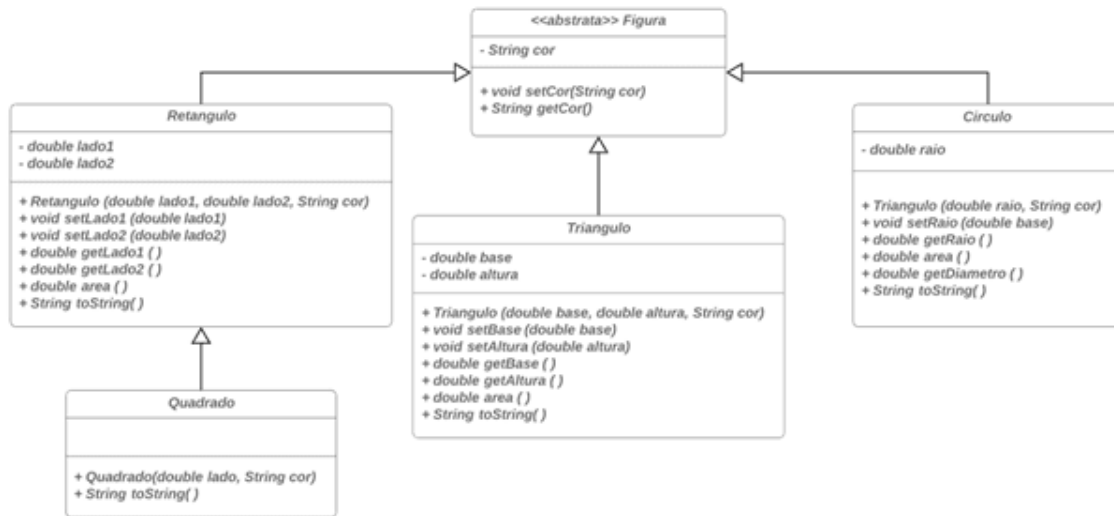 <<abstrata>> Figura
- String cor
+ void setCor(String cor)
+ String getCor()
Retangulo
- double lado1
- double lado2
+ Retangulo (double lado1, double lado2, String cor)
+ void setLado1 (double lado1)
+ void setLado2 (double lado2)
+ double getLado1 ( )
+ double getLado2 ( )
+ double area ( )
+ String toString( )
Triangulo
- double base
- double altura
+ Triangulo (double base, double altura, String cor)
+ void setBase (double base)
+ void setAltura (double altura)
+ double getBase ( )
+ double getAltura ( )
+ double area ( )
+ String toString( )
Circulo
- double raio
+ Triangulo (double raio, String cor)
+ void setRaio (double base)
+ double getRaio ( )
+ double area ( )
+ double getDiametro ( )
+ String toString( )
Quadrado
+ Quadrado(double lado, String cor)
+ String toString( )